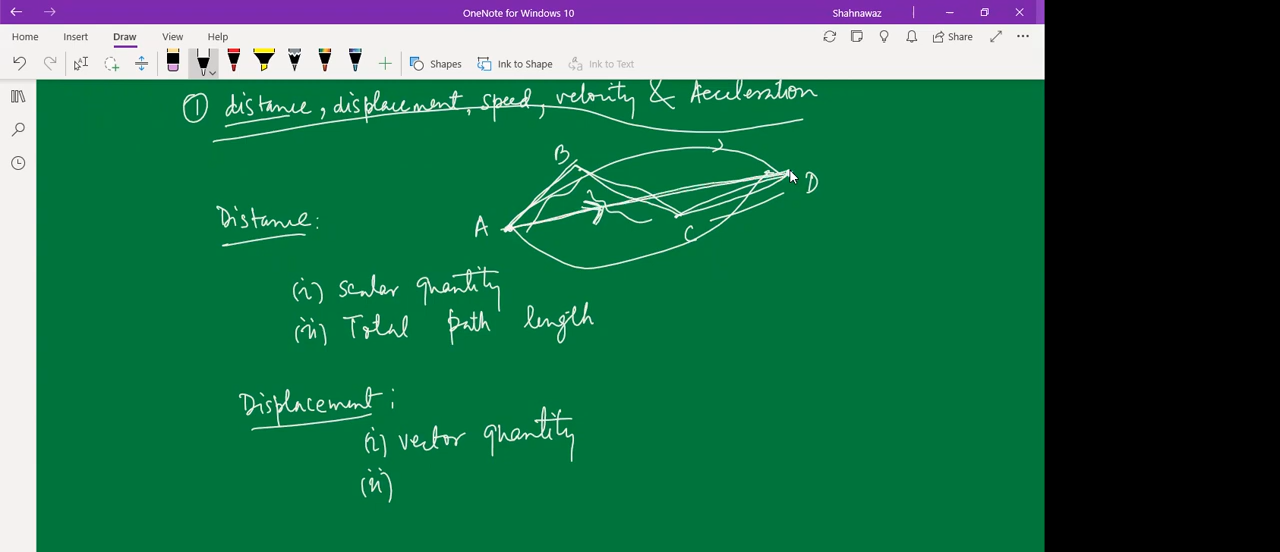 OneNote for Windows 10
Shahnawaz
Home Insert Draw View Help
Share
Shapes
Ink to Shape
Ink to Text
① distance, displacement, speed, velocity & Acceleration
B
D
A
C
Distance:
(i) scalar quantity
(ii) Total path length
Displacement:
(i) vector quantity
(ii)